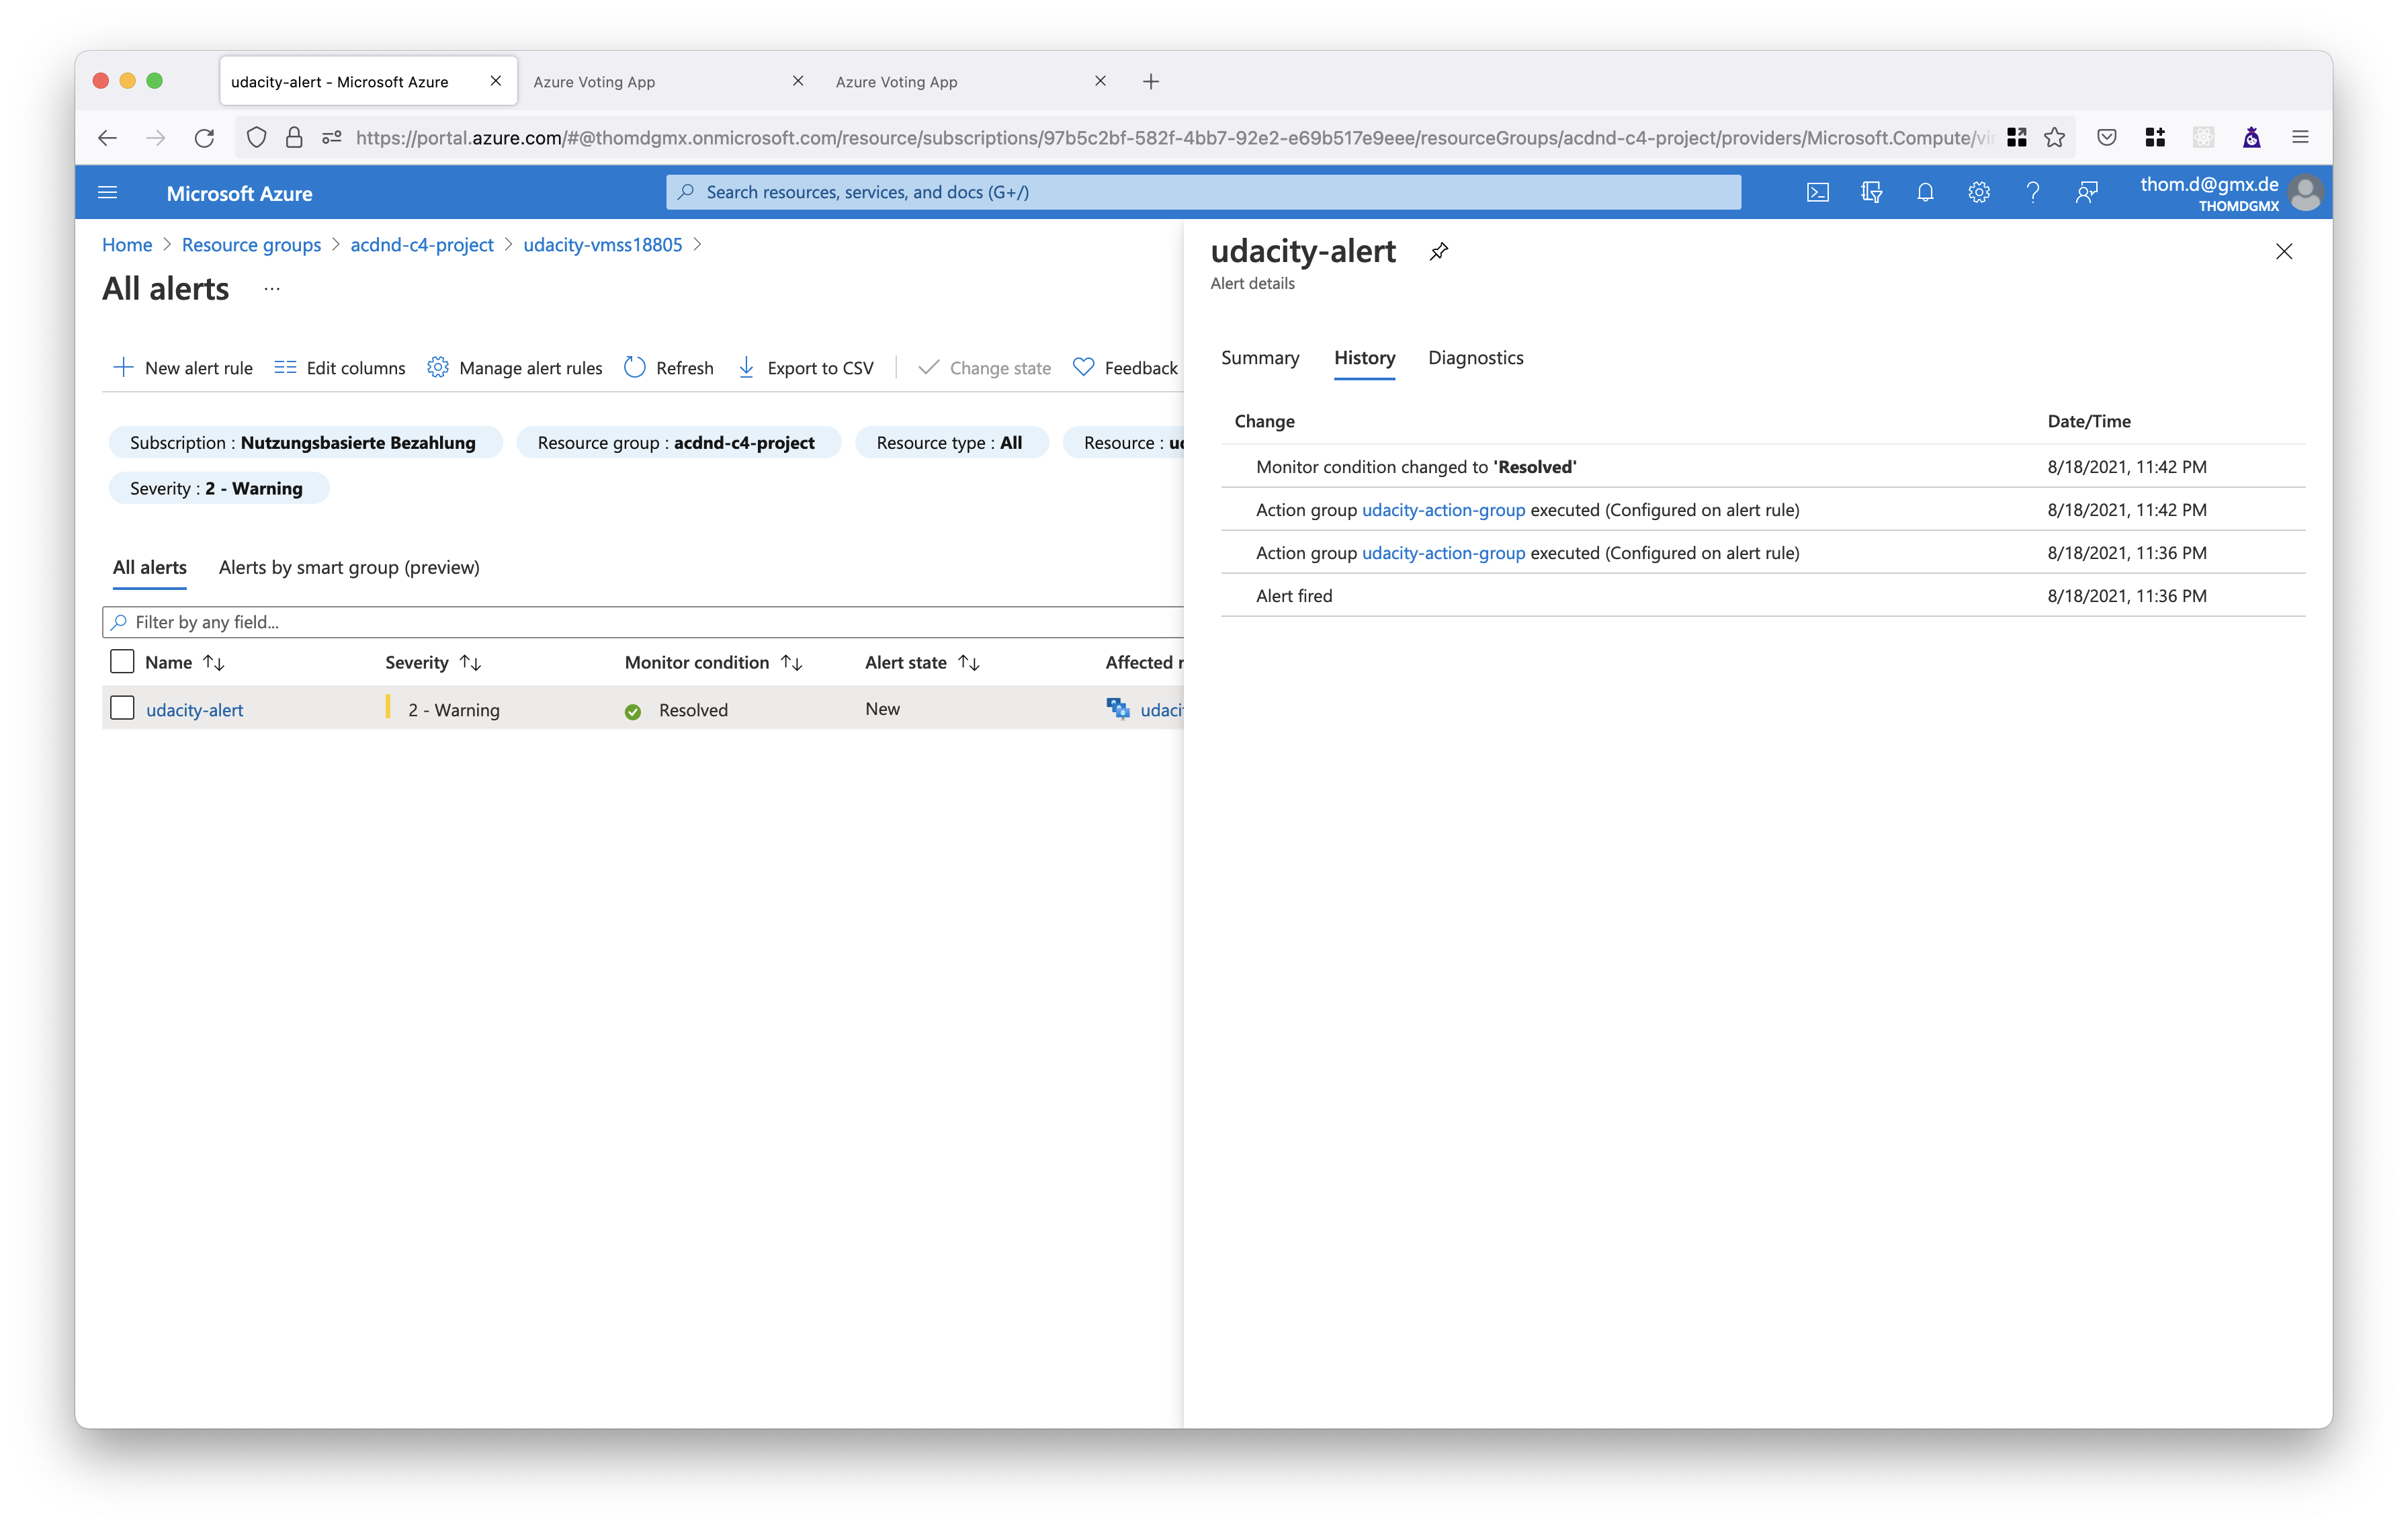 udacity-alert - Microsoft Azure
Azure Voting App
Azure Voting App
https://portal.azure.com/#@thomdgmx.onmicrosoft.com/resource/subscriptions/97b5c2bf-582f-4bb7-92e2-e69b517e9eee/resourceGroups/acdnd-c4-project/providers/Microsoft.Compute/vir
Microsoft Azure
Search resources, services, and docs (G+/)
thom.d@gmx.de
THOMDGMX
Home > Resource groups > acdnd-c4-project > udacity-vmss18805 >
All alerts ...
New alert rule
Edit columns
Manage alert rules
Refresh
Export to CSV
Change state
Feedback
Subscription : Nutzungsbasierte Bezahlung
Resource group : acdnd-c4-project
Resource type : All
Resource : ud
Severity : 2 - Warning
All alerts
Alerts by smart group (preview)
Filter by any field...
Name Severity Monitor condition Alert state Affected r
udacity-alert 2 - Warning Resolved New udacit
udacity-alert
Alert details
Summary History Diagnostics
Change Date/Time
Monitor condition changed to 'Resolved' 8/18/2021, 11:42 PM
Action group udacity-action-group executed (Configured on alert rule) 8/18/2021, 11:42 PM
Action group udacity-action-group executed (Configured on alert rule) 8/18/2021, 11:36 PM
Alert fired 8/18/2021, 11:36 PM